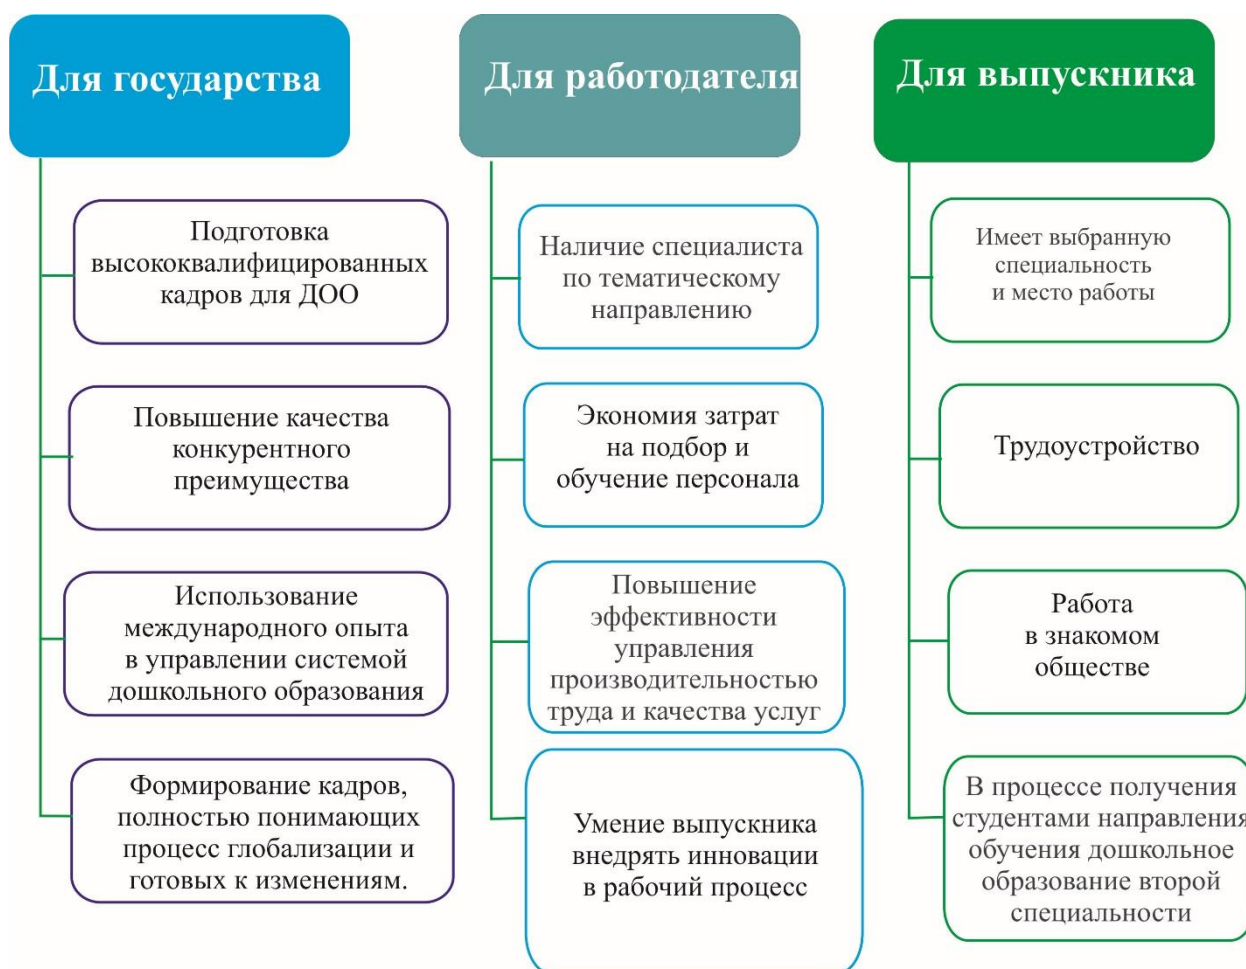 Для государства
Подготовка
высококвалифицированных
кадров для ДОО
Повышение качества
конкурентного
преимущества
Использование
международного опыта
в управлении системой
дошкольного образования
Формирование кадров,
полностью понимающих
процесс глобализации и
готовых к изменениям.
Для работодателя
Наличие специалиста
по тематическому
направлению
Экономия затрат
на подбор и
обучение персонала
Повышение
эффективности
управления
производительностью
труда и качества услуг
Умение выпускника
внедрять инновации
в рабочий процесс
Для выпускника
Имеет выбранную
специальность
и место работы
Трудоустройство
Работа
в знакомом
обществе
В процессе получения
студентами направления
обучения дошкольное
образование второй
специальности